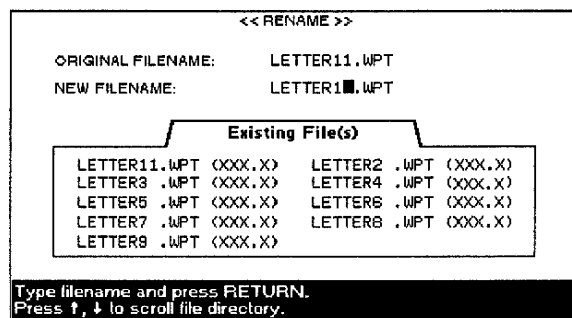 << RENAME >>
ORIGINAL FILENAME: LETTER11.WPT
NEW FILENAME: LETTER1█.WPT
Existing File(s)
LETTER11.WPT (XXX.X) LETTER2 .WPT (XXX.X)
LETTER3 .WPT (XXX.X) LETTER4 .WPT (XXX.X)
LETTER5 .WPT (XXX.X) LETTER6 .WPT (XXX.X)
LETTER7 .WPT (XXX.X) LETTER8 .WPT (XXX.X)
LETTER9 .WPT (XXX.X)
Type filename and press RETURN.
Press ↑, ↓ to scroll file directory.